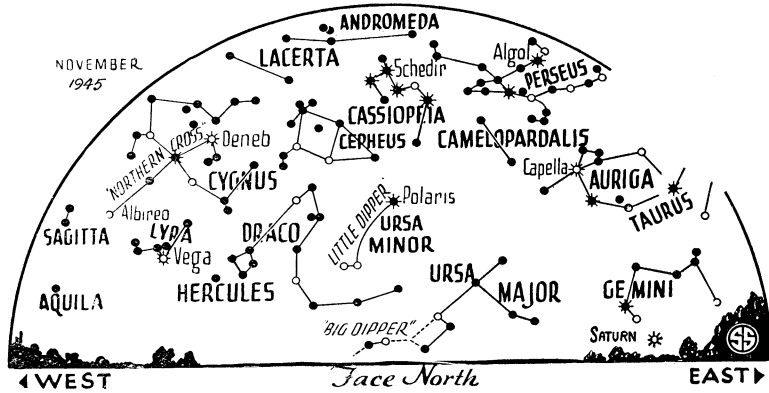 ANDROMEDA
LACERTA
NOVEMBER
1945
Schedir
Algol
PERSEUS
CASSIOPEIA
"NORTHERN CROSS"
Deneb
CEPHEUS
CAMELOPARDALIS
CYGNUS
Capella
AURIGA
Albireo
LITTLE DIPPER
Polaris
TAURUS
SAGITTA
LYRA
Vega
DRACO
URSA
MINOR
AQUILA
HERCULES
URSA
MAJOR
GEMINI
"BIG DIPPER"
SATURN
SS
WEST
Face North
EAST